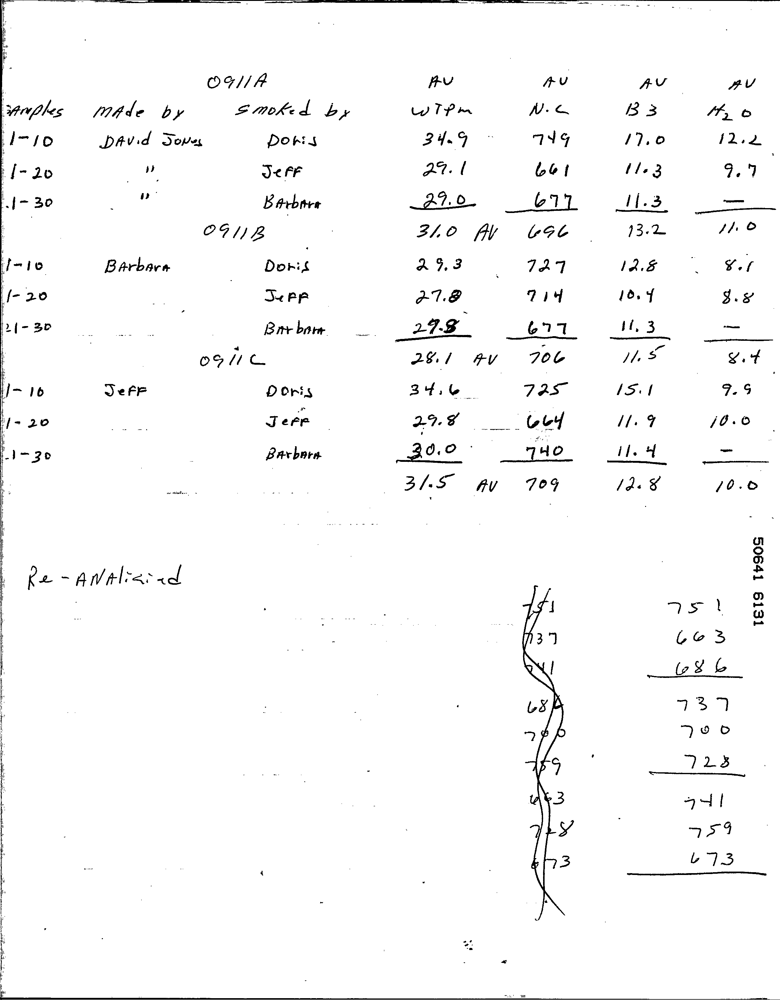 0911A AV AV AV AV
SAmples mAde by smoked by WTPM N.C B3 H2O
1-10 DAViD JONes Doris 34.9 749 17.0 12.2
1-20 " Jeff 29.1 661 11.3 9.7
1-30 " BArbArA 29.0 677 11.3 —
0911B 31.0 AV 696 13.2 11.0
1-10 BArbArA Doris 29.3 727 12.8 8.1
1-20 Jeff 27.8 714 10.4 8.8
21-30 BArbArA 677 11.3 —
0911C 28.1 AV 706 11.5 8.4
1-10 Jeff Doris 34.6 725 15.1 9.9
1-20 Jeff 29.8 664 11.9 10.0
1-30 BArbArA 30.0 740 11.4 —
31.5 AV 709 12.8 10.0
50641 6131
751 751
737 663
741 686
686 737
700 700
759 728
663 741
728 759
673 673